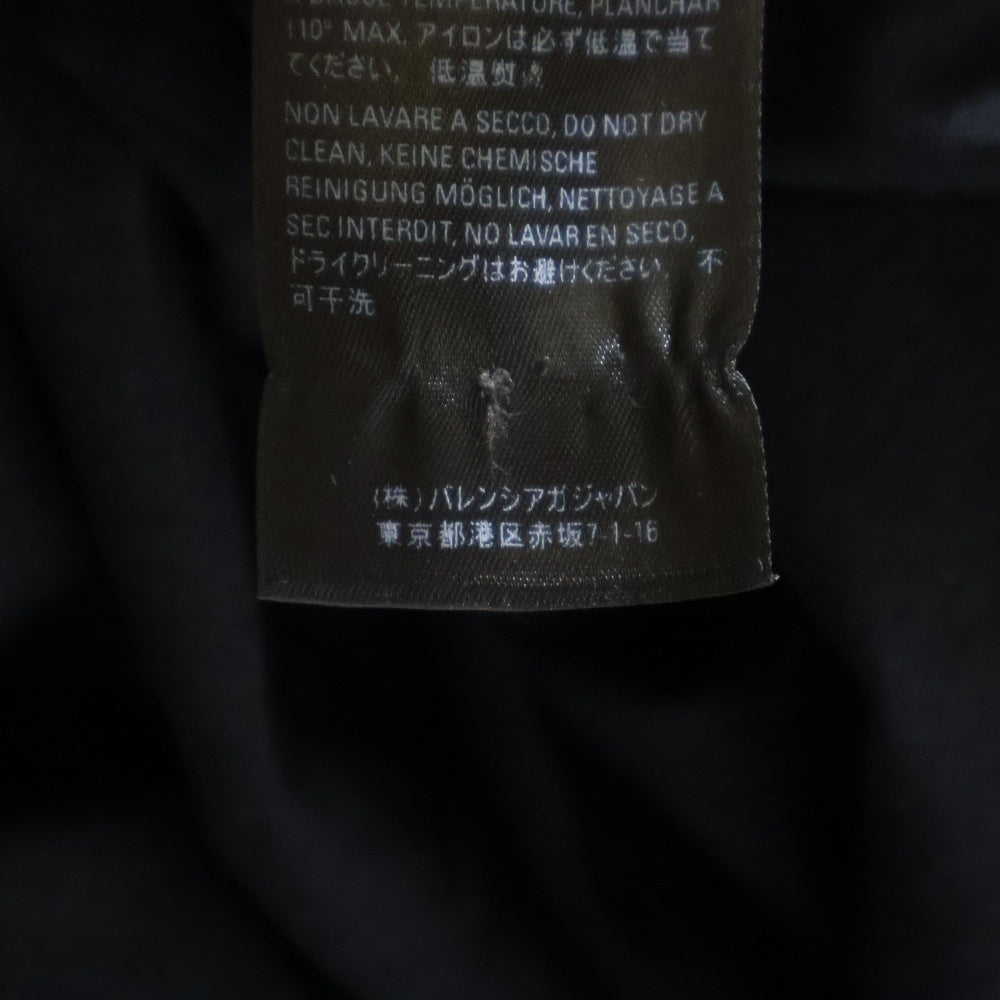 À BASSE TEMPÉRATURE, PLANCHAR
110° MAX, アイロンは必ず低温で当て
てください。 低温熨烫
NON LAVARE A SECCO, DO NOT DRY
CLEAN, KEINE CHEMISCHE
REINIGUNG MÖGLICH, NETTOYAGE A
SEC INTERDIT, NO LAVAR EN SECO,
ドライクリーニングはお避けください。 不
可干洗
(株)バレンシアガジャパン
東京都港区赤坂7-1-16